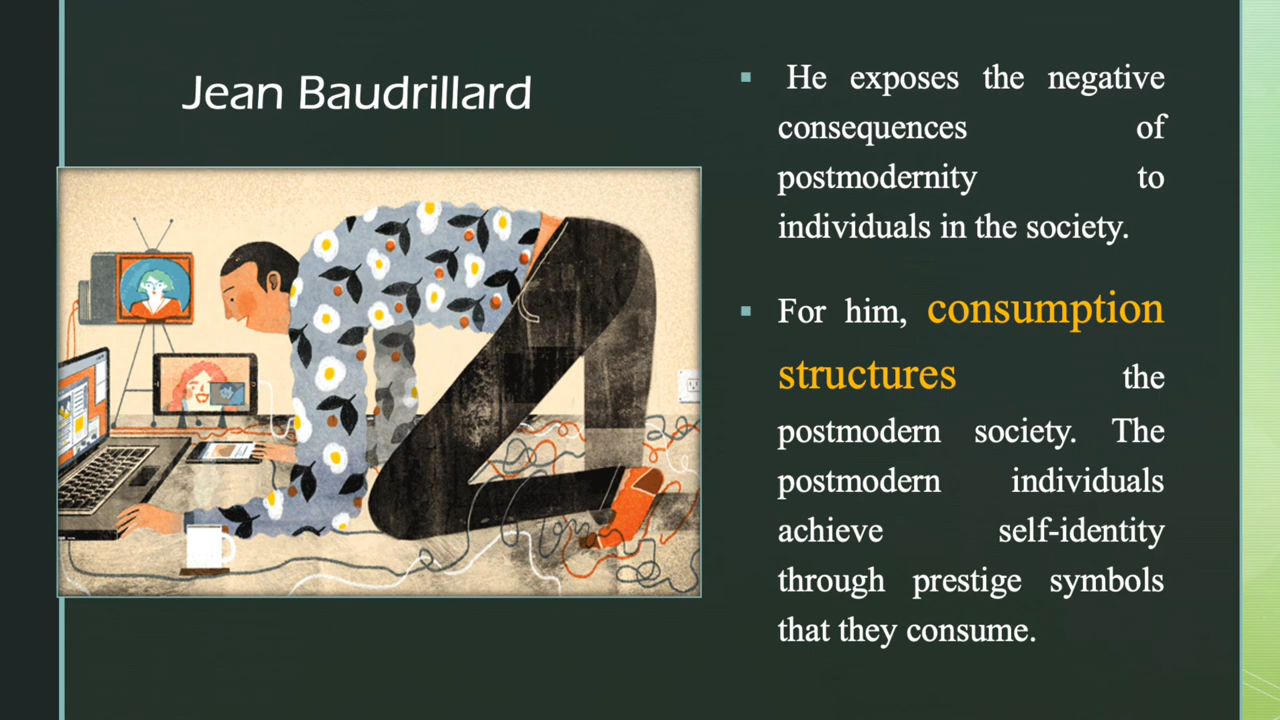 Jean Baudrillard
He exposes the negative
consequences of
postmodernity to
individuals in the society.
For him, consumption
structures the
postmodern society. The
postmodern individuals
achieve self-identity
through prestige symbols
that they consume.